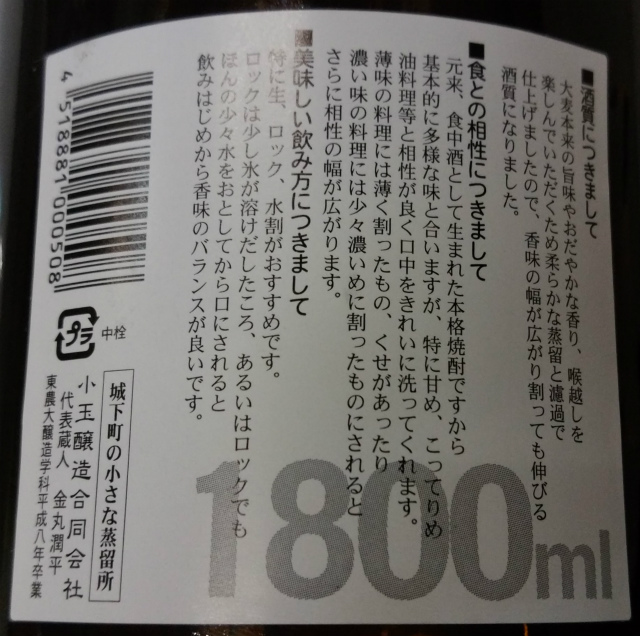 ■酒質につきまして
大麦本来の旨味やおだやかな香り、喉越しを
楽しんでいただくため柔らかな蒸留と濾過で
仕上げましたので、香味の幅が広がり割っても伸びる
酒質になりました。
■食との相性につきまして
元来、食中酒として生まれた本格焼酎ですから
基本的に多様な味と合いますが、特に甘め、こってりめ
油料理等と相性が良く口中をきれいに洗ってくれます。
薄味の料理には薄く割ったもの、くせがあったり
濃い味の料理には少々濃いめに割ったものにされると
さらに相性の幅が広がります。
■美味しい飲み方につきまして
特に生、ロック、水割がおすすめです。
ロックは少し氷が溶けだしたころ、あるいはロックでも
ほんの少々水をおとしてから口にされると
飲みはじめから香味のバランスが良いです。
1800ml
4 518881 000508
プラ
中栓
城下町の小さな蒸留所
小玉醸造合同会社
代表蔵人 金丸潤平
東農大醸造学科平成八年卒業